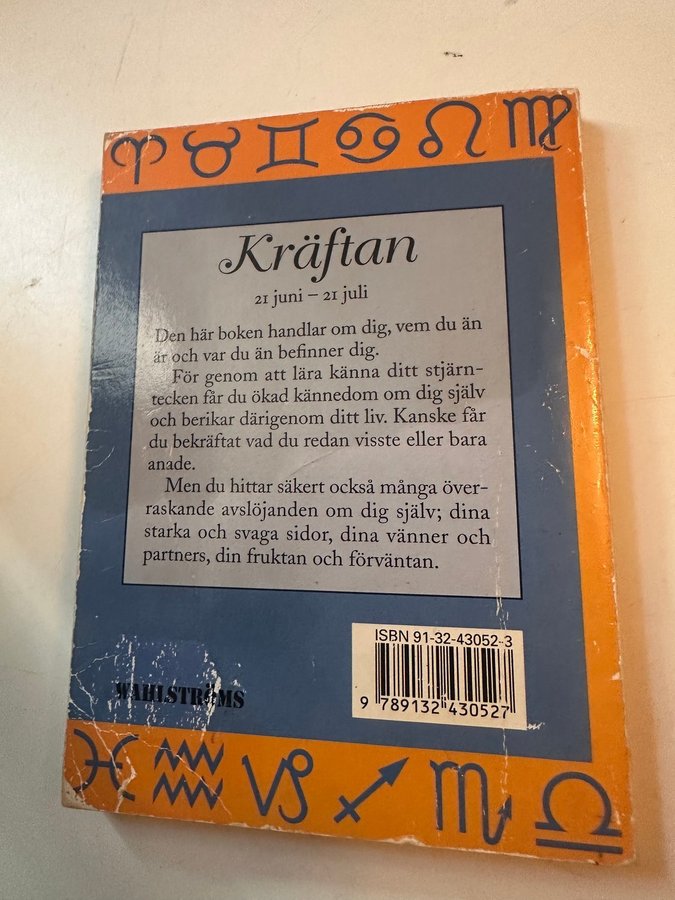 Kräftan
21 juni – 21 juli
Den här boken handlar om dig, vem du än
är och var du än befinner dig.
För genom att lära känna ditt stjärn-
tecken får du ökad kännedom om dig själv
och berikar därigenom ditt liv. Kanske får
du bekräftat vad du redan visste eller bara
anade.
Men du hittar säkert också många över-
raskande avslöjanden om dig själv; dina
starka och svaga sidor, dina vänner och
partners, din fruktan och förväntan.
ISBN 91-32-43052-3
WAHLSTRÖMS
9 789132 430527